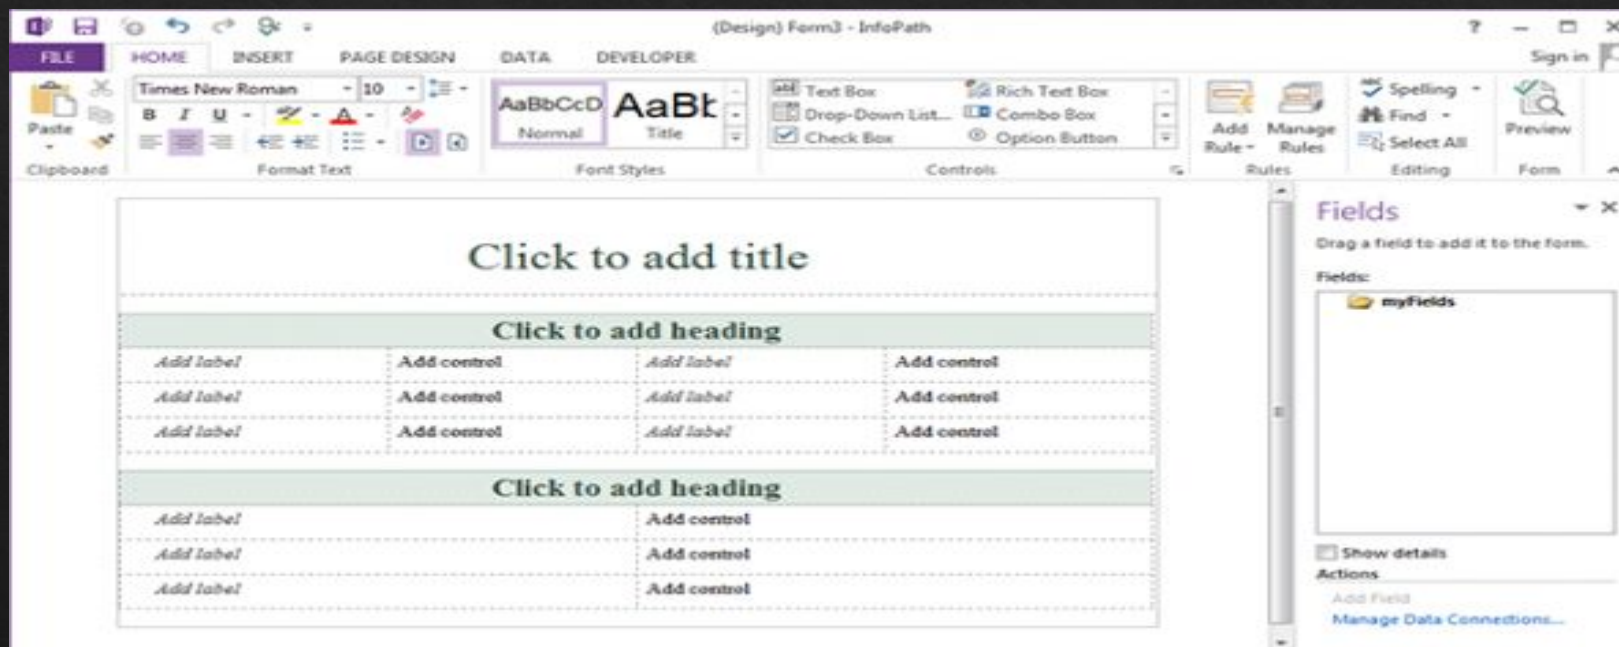 (Design) Form3 - InfoPath
?
FILE HOME INSERT PAGE DESIGN DATA DEVELOPER
Sign in
Paste
Clipboard
Times New Roman 10
B I U A
Format Text
AaBbCcD
Normal
AaBb
Title
Font Styles
Text Box
Drop-Down List...
Check Box
Rich Text Box
Combo Box
Option Button
Controls
Add Rule
Manage Rules
Rules
Spelling
Find
Select All
Editing
Preview
Form
Click to add title
Click to add heading
Add label Add control Add label Add control
Add label Add control Add label Add control
Add label Add control Add label Add control
Click to add heading
Add label Add control
Add label Add control
Add label Add control
Fields
Drag a field to add it to the form.
Fields:
myFields
Show details
Actions
Add Field
Manage Data Connections...